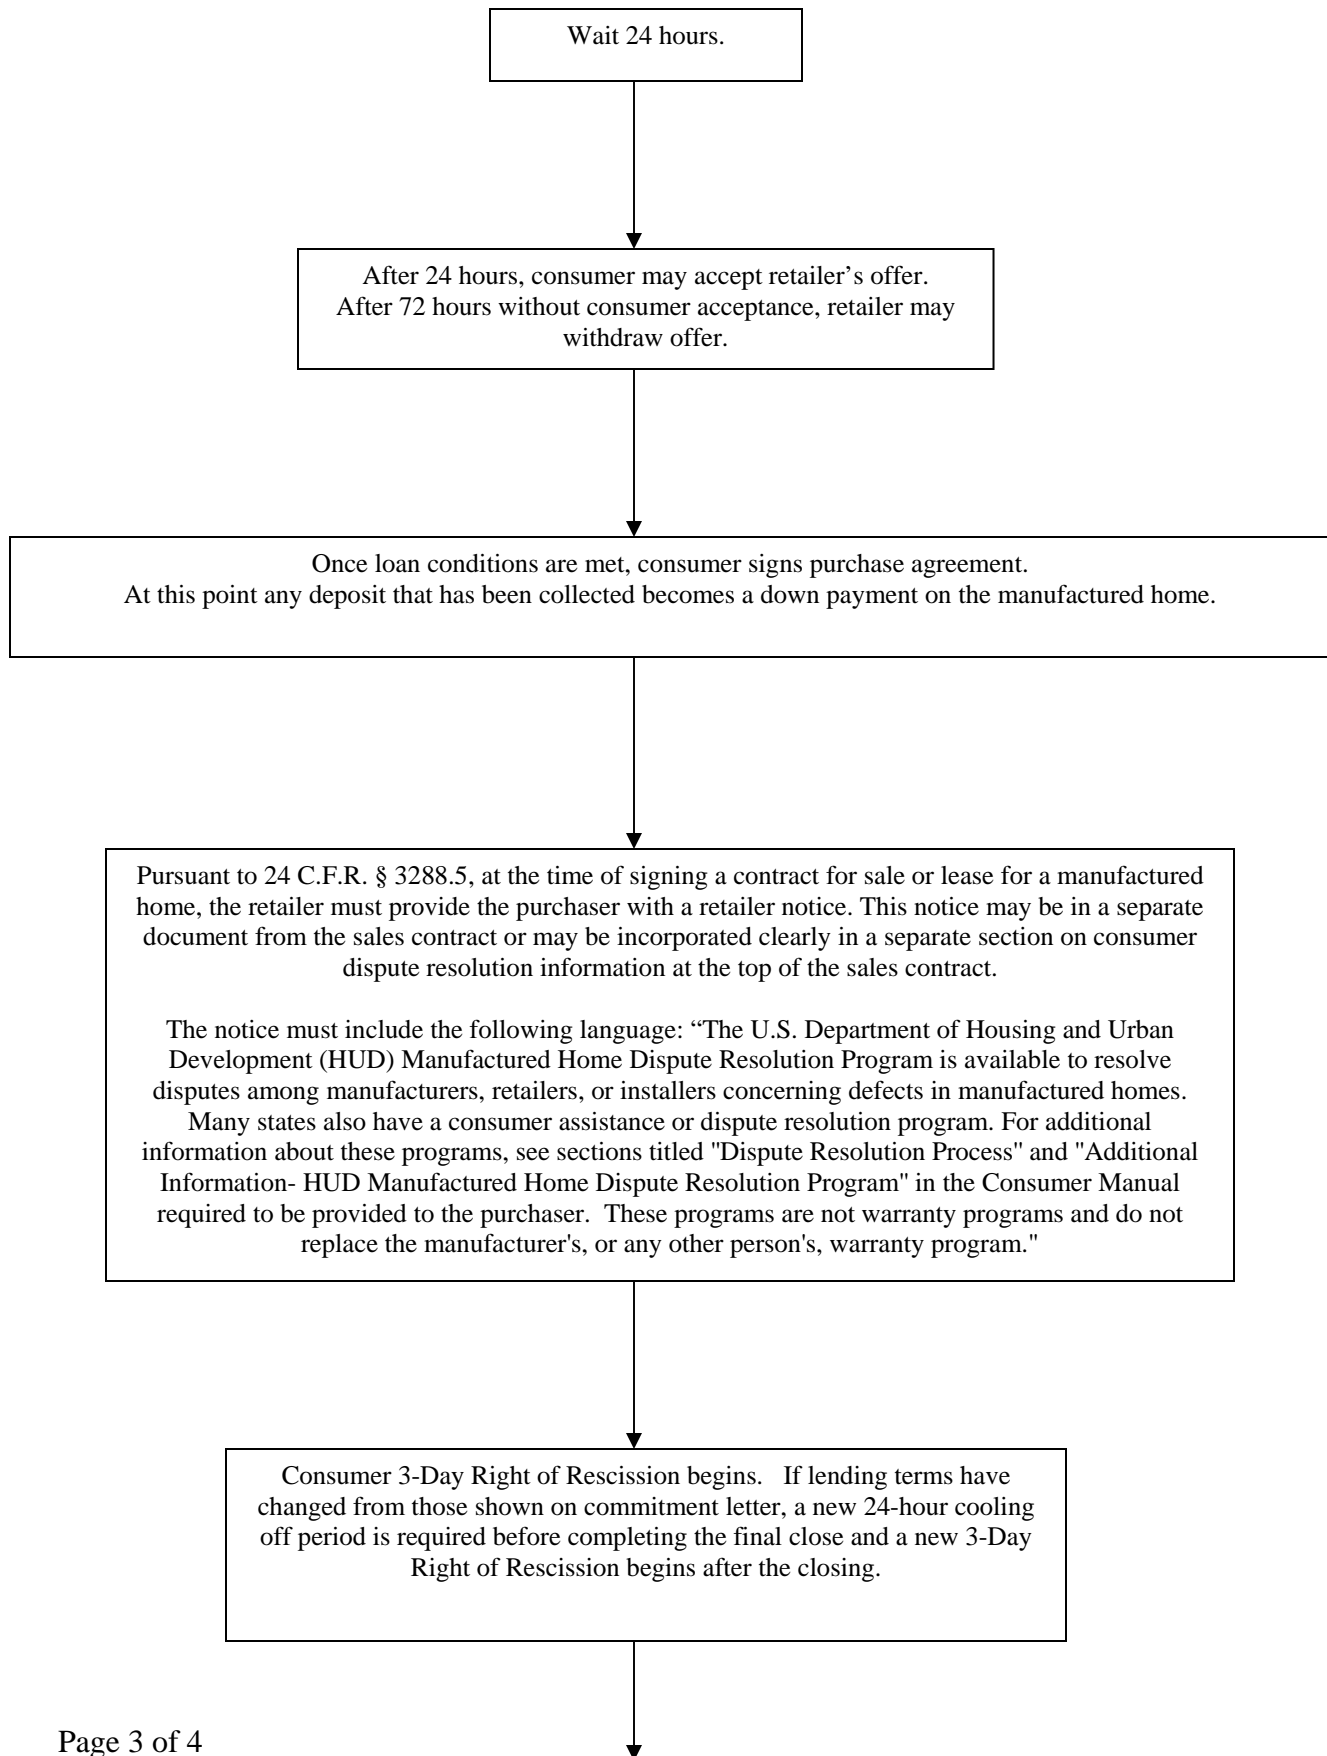 Wait 24 hours.
After 24 hours, consumer may accept retailer’s offer.
After 72 hours without consumer acceptance, retailer may
withdraw offer.
Once loan conditions are met, consumer signs purchase agreement.
At this point any deposit that has been collected becomes a down payment on the manufactured home.
Pursuant to 24 C.F.R. § 3288.5, at the time of signing a contract for sale or lease for a manufactured
home, the retailer must provide the purchaser with a retailer notice. This notice may be in a separate
document from the sales contract or may be incorporated clearly in a separate section on consumer
dispute resolution information at the top of the sales contract.
The notice must include the following language: “The U.S. Department of Housing and Urban
Development (HUD) Manufactured Home Dispute Resolution Program is available to resolve
disputes among manufacturers, retailers, or installers concerning defects in manufactured homes.
Many states also have a consumer assistance or dispute resolution program. For additional
information about these programs, see sections titled "Dispute Resolution Process" and "Additional
Information- HUD Manufactured Home Dispute Resolution Program" in the Consumer Manual
required to be provided to the purchaser.  These programs are not warranty programs and do not
replace the manufacturer's, or any other person's, warranty program."
Consumer 3-Day Right of Rescission begins.   If lending terms have
changed from those shown on commitment letter, a new 24-hour cooling
off period is required before completing the final close and a new 3-Day
Right of Rescission begins after the closing.
Page 3 of 4